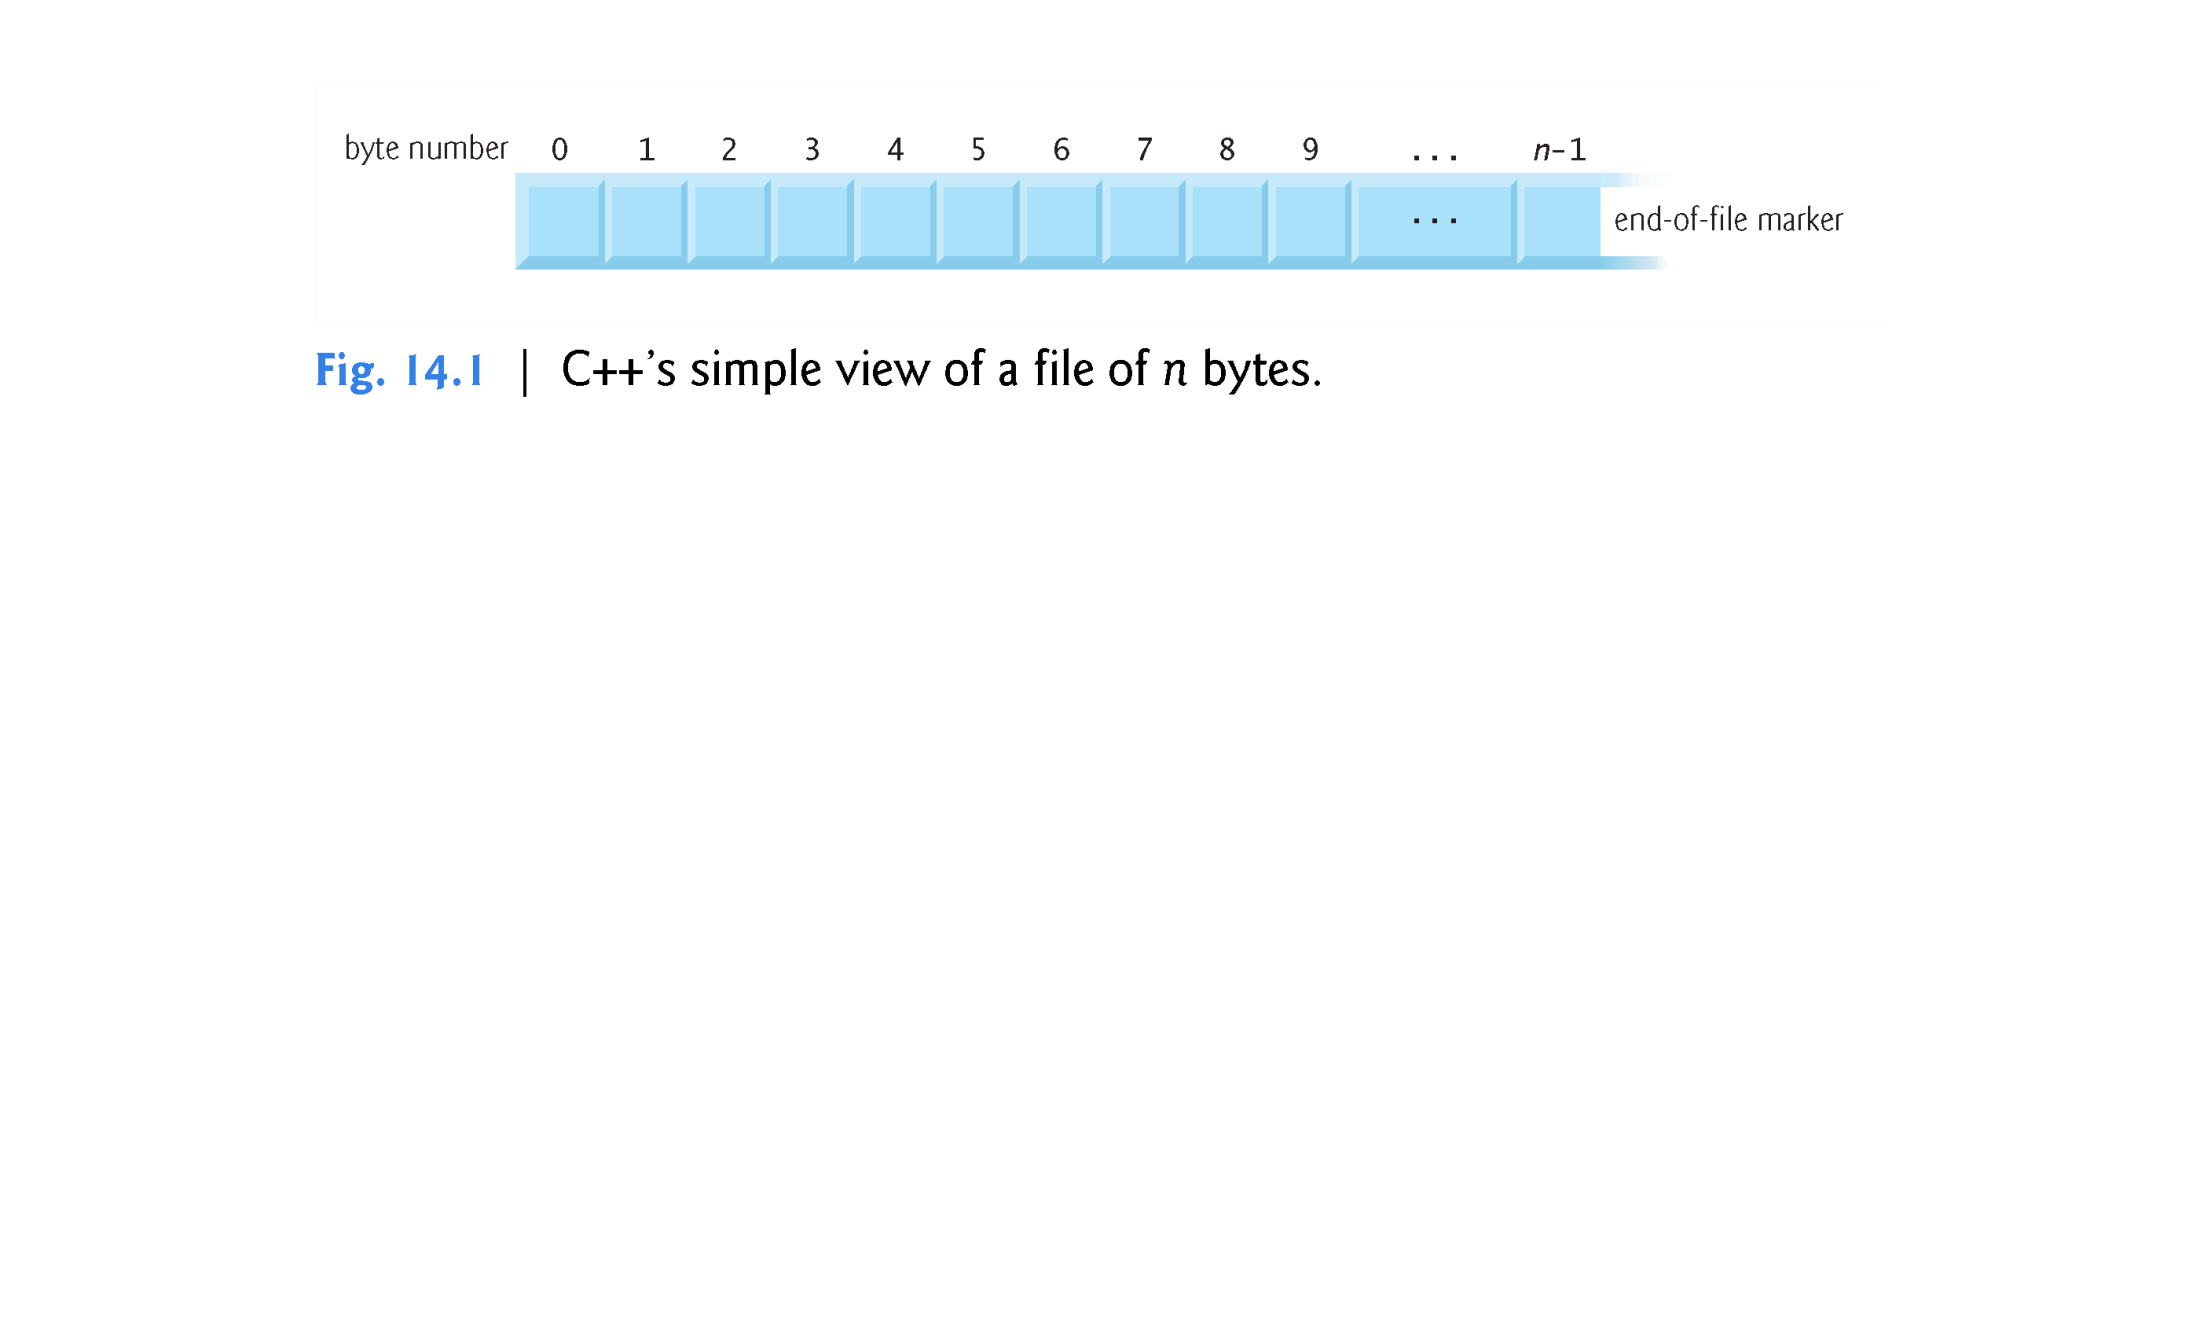 byte number 0 1 2 3 4 5 6 7 8 9 ... n-1
... end-of-file marker
Fig. 14.1 | C++’s simple view of a file of n bytes.